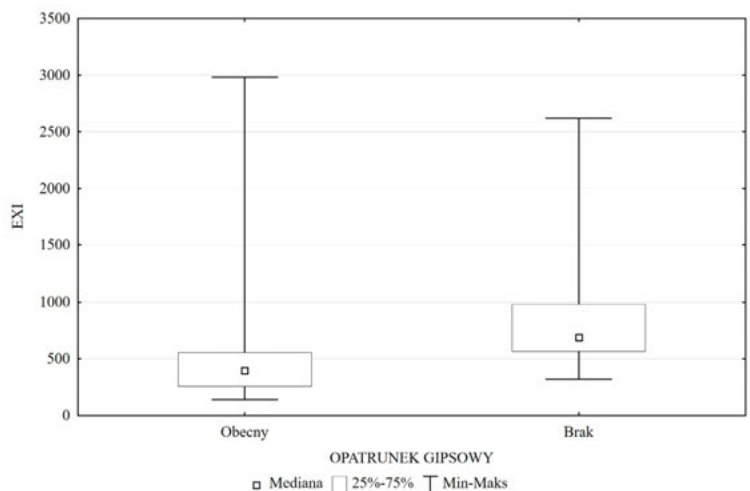 3500
3000
2500
2000
1500
1000
500
0
EXI
Obecny Brak
OPATRUNEK GIPSOWY
Mediana 25%-75% Min-Maks